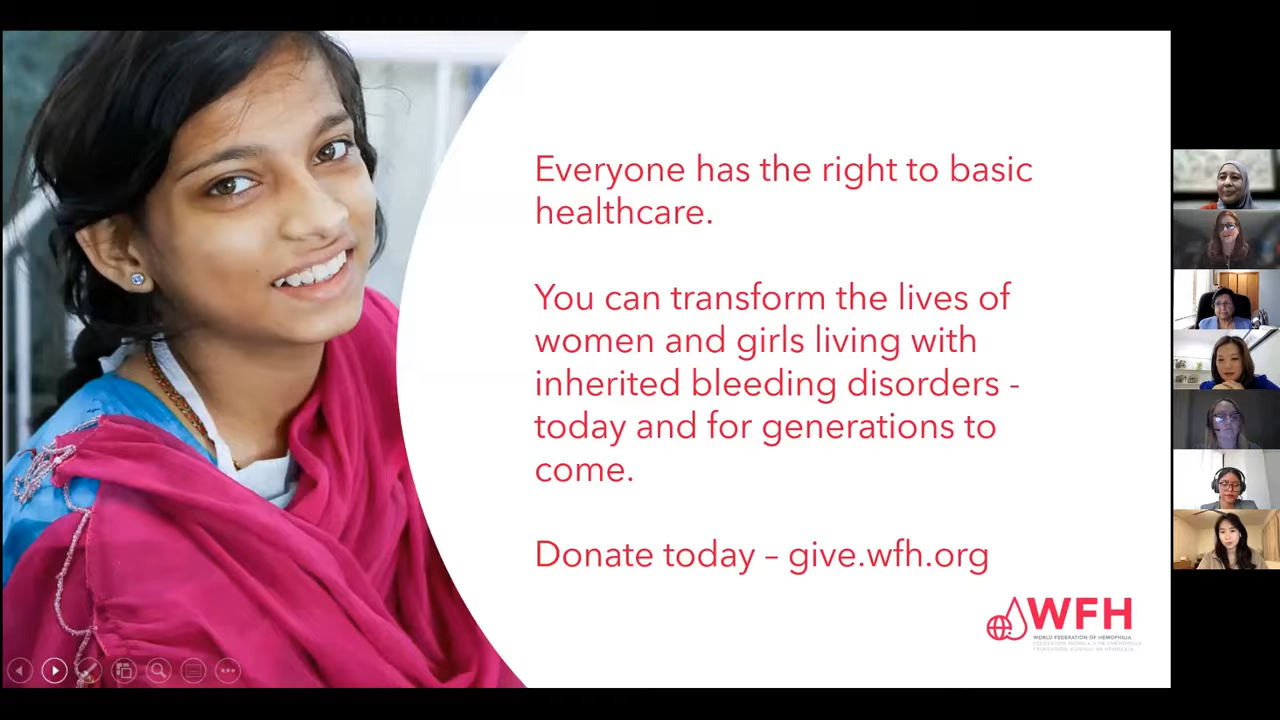 Everyone has the right to basic
healthcare.
You can transform the lives of
women and girls living with
inherited bleeding disorders -
today and for generations to
come.
Donate today – give.wfh.org
WFH
WORLD FEDERATION OF HEMOPHILIA